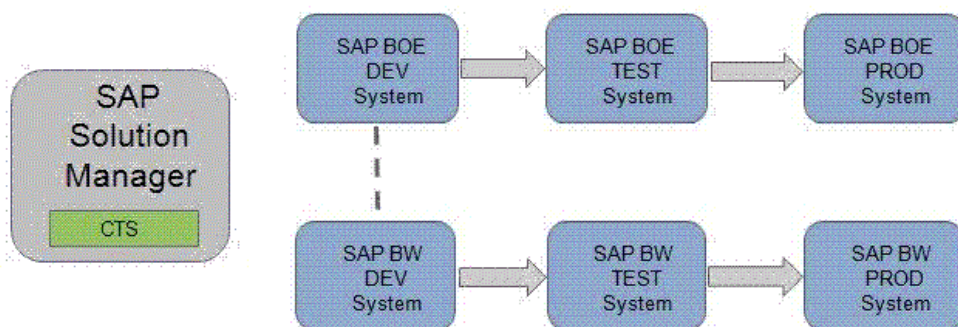 SAP
Solution
Manager
CTS
SAP BOE
DEV
System
SAP BOE
TEST
System
SAP BOE
PROD
System
SAP BW
DEV
System
SAP BW
TEST
System
SAP BW
PROD
System